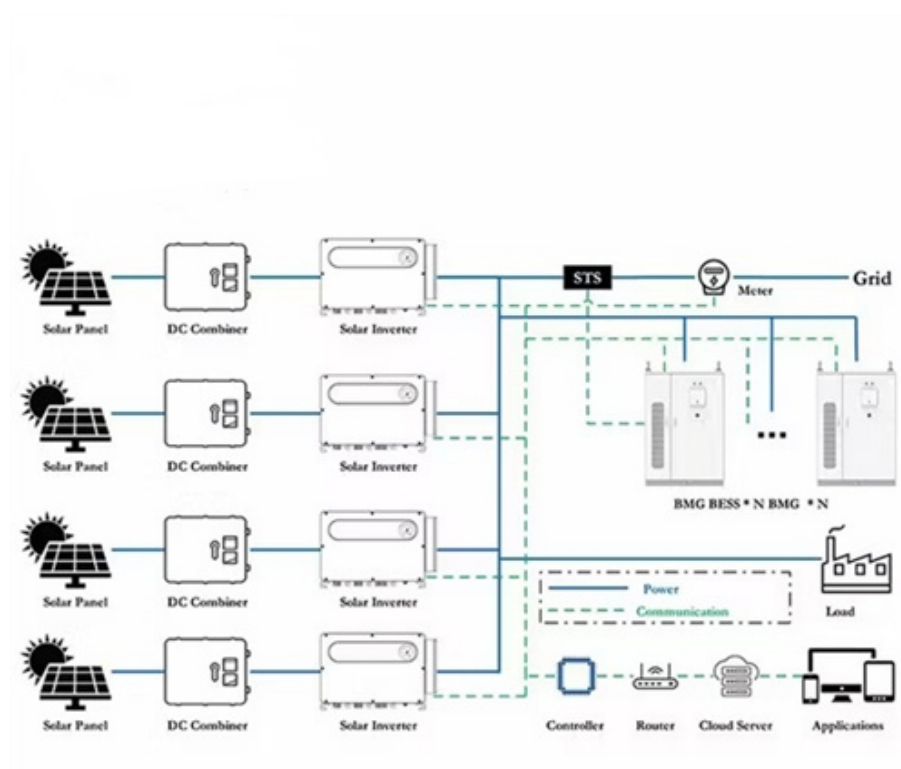 STS
Grid
Meter
Solar Panel
DC Combiner
Solar Inverter
Solar Panel
DC Combiner
Solar Inverter
BMG BESS * N BMG * N
Solar Panel
DC Combiner
Solar Inverter
Power
Communication
Load
Solar Panel
DC Combiner
Solar Inverter
Controller
Router
Cloud Server
Applications